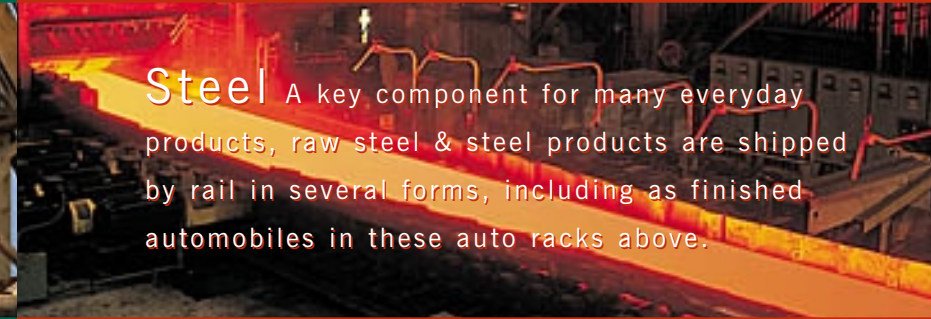 Steel A key component for many everyday
products, raw steel & steel products are shipped
by rail in several forms, including as finished
automobiles in these auto racks above.